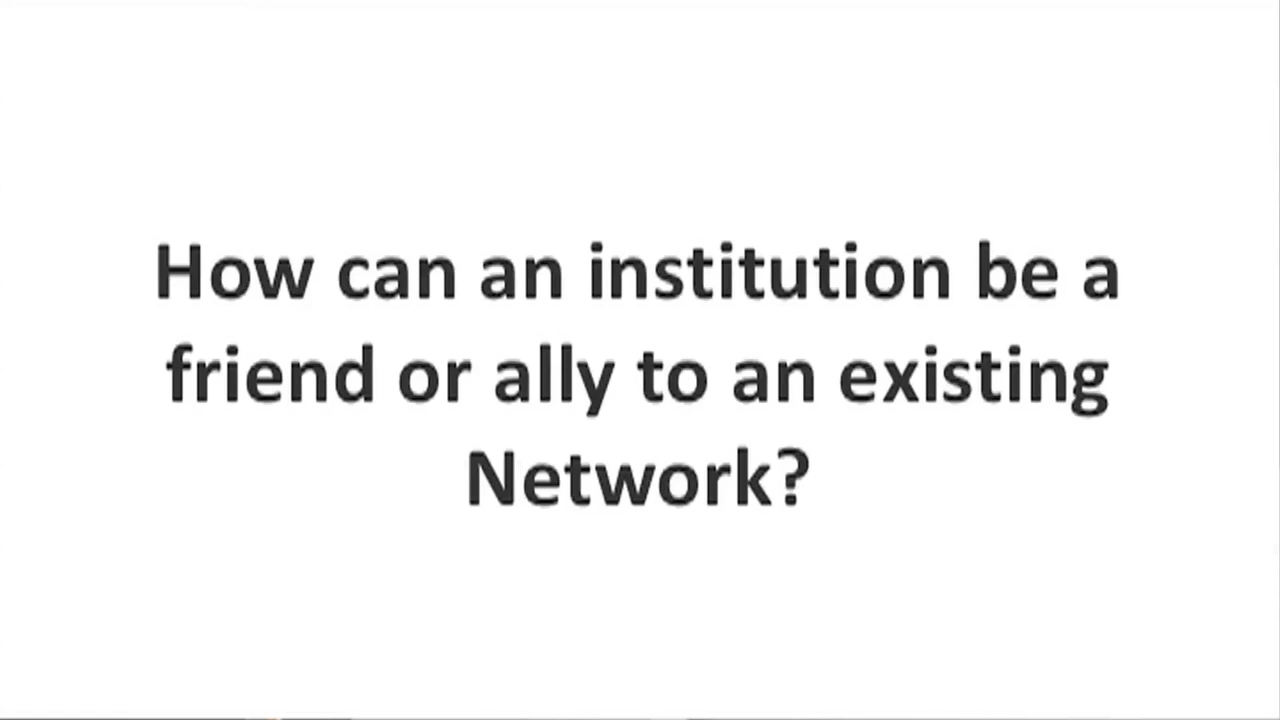 How can an institution be a
friend or ally to an existing
Network?